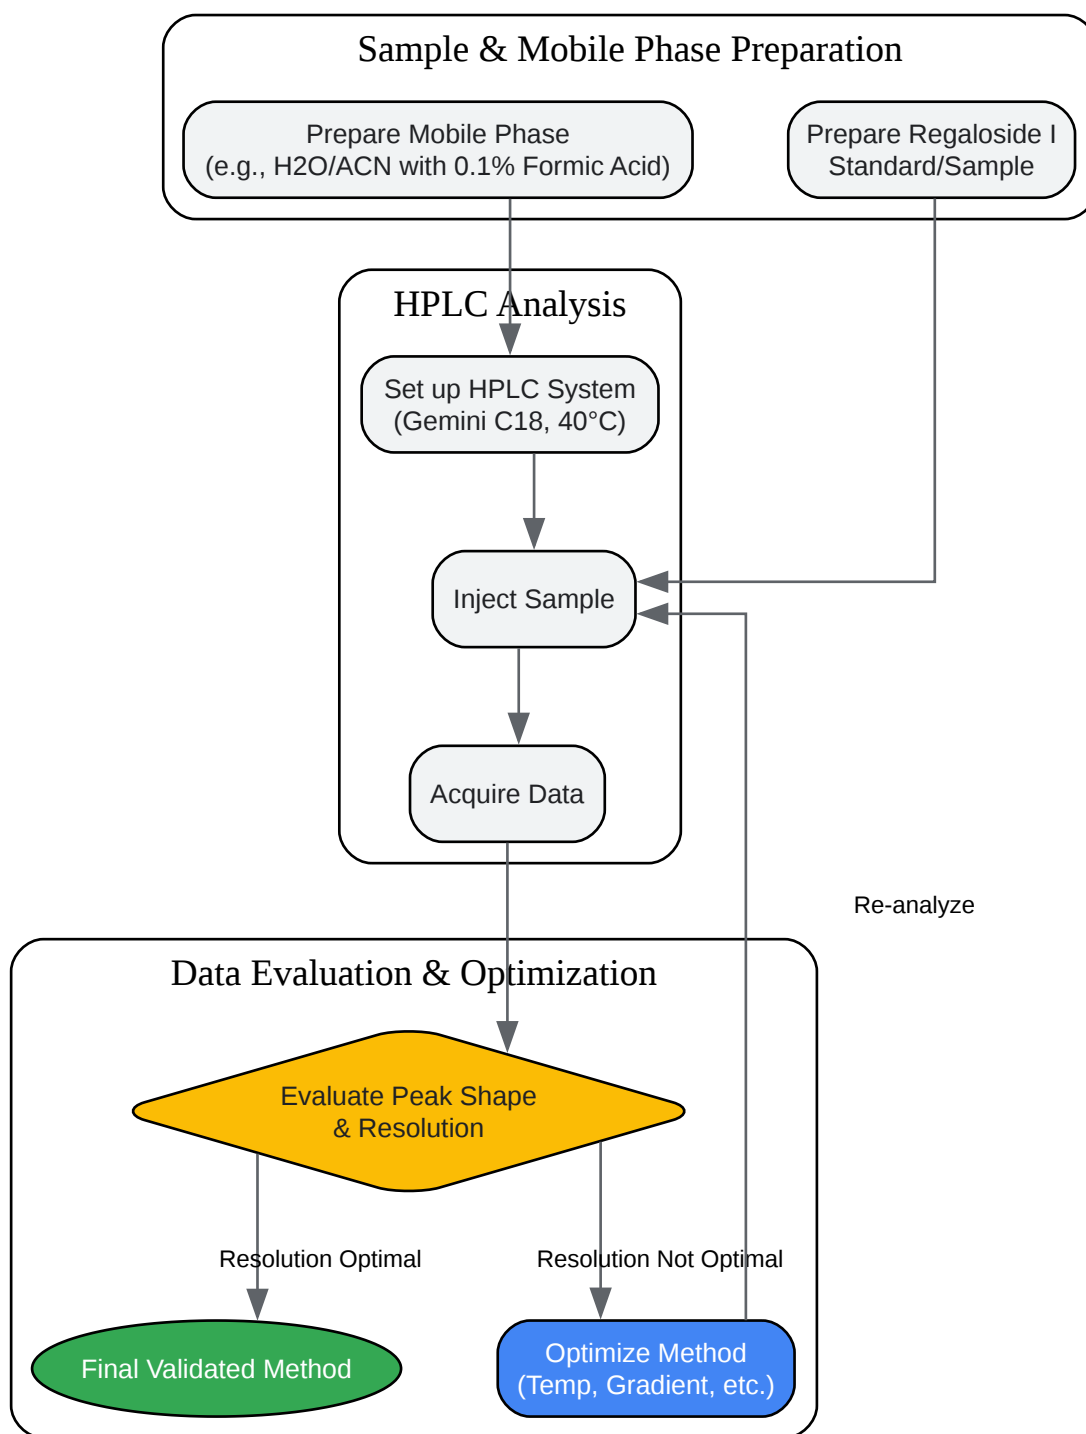 Sample & Mobile Phase Preparation
Prepare Mobile Phase
(e.g., H2O/ACN with 0.1% Formic Acid)
Prepare Regaloside I
Standard/Sample
HPLC Analysis
Set up HPLC System
(Gemini C18, 40°C)
Inject Sample
Acquire Data
Re-analyze
Data Evaluation & Optimization
Evaluate Peak Shape
& Resolution
Resolution Optimal
Resolution Not Optimal
Final Validated Method
Optimize Method
(Temp, Gradient, etc.)